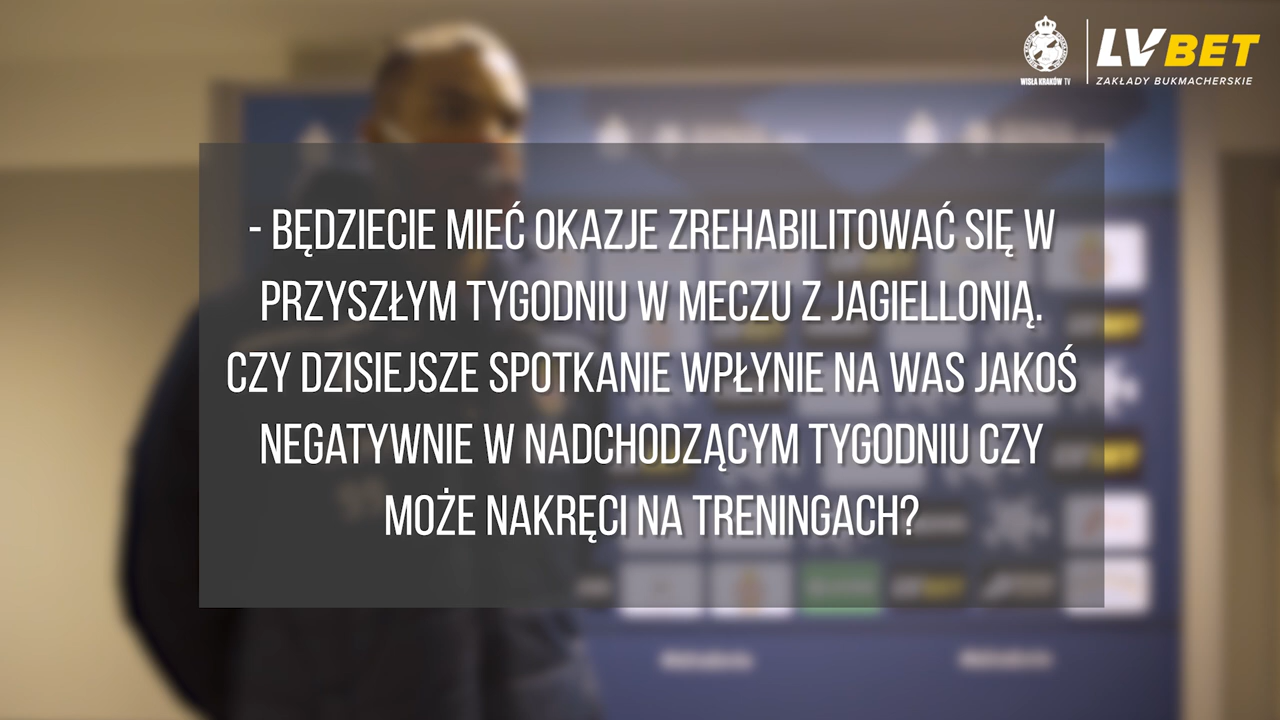 WISŁA KRAKÓW TV
LVBET
ZAKŁADY BUKMACHERSKIE
- BĘDZIECIE MIEĆ OKAZJE ZREHABILITOWAĆ SIĘ W
PRZYSZŁYM TYGODNIU W MECZU Z JAGIELLONIĄ.
CZY DZISIEJSZE SPOTKANIE WPŁYNIE NA WAS JAKOŚ
NEGATYWNIE W NADCHODZĄCYM TYGODNIU CZY
MOŻE NAKRĘCI NA TRENINGACH?